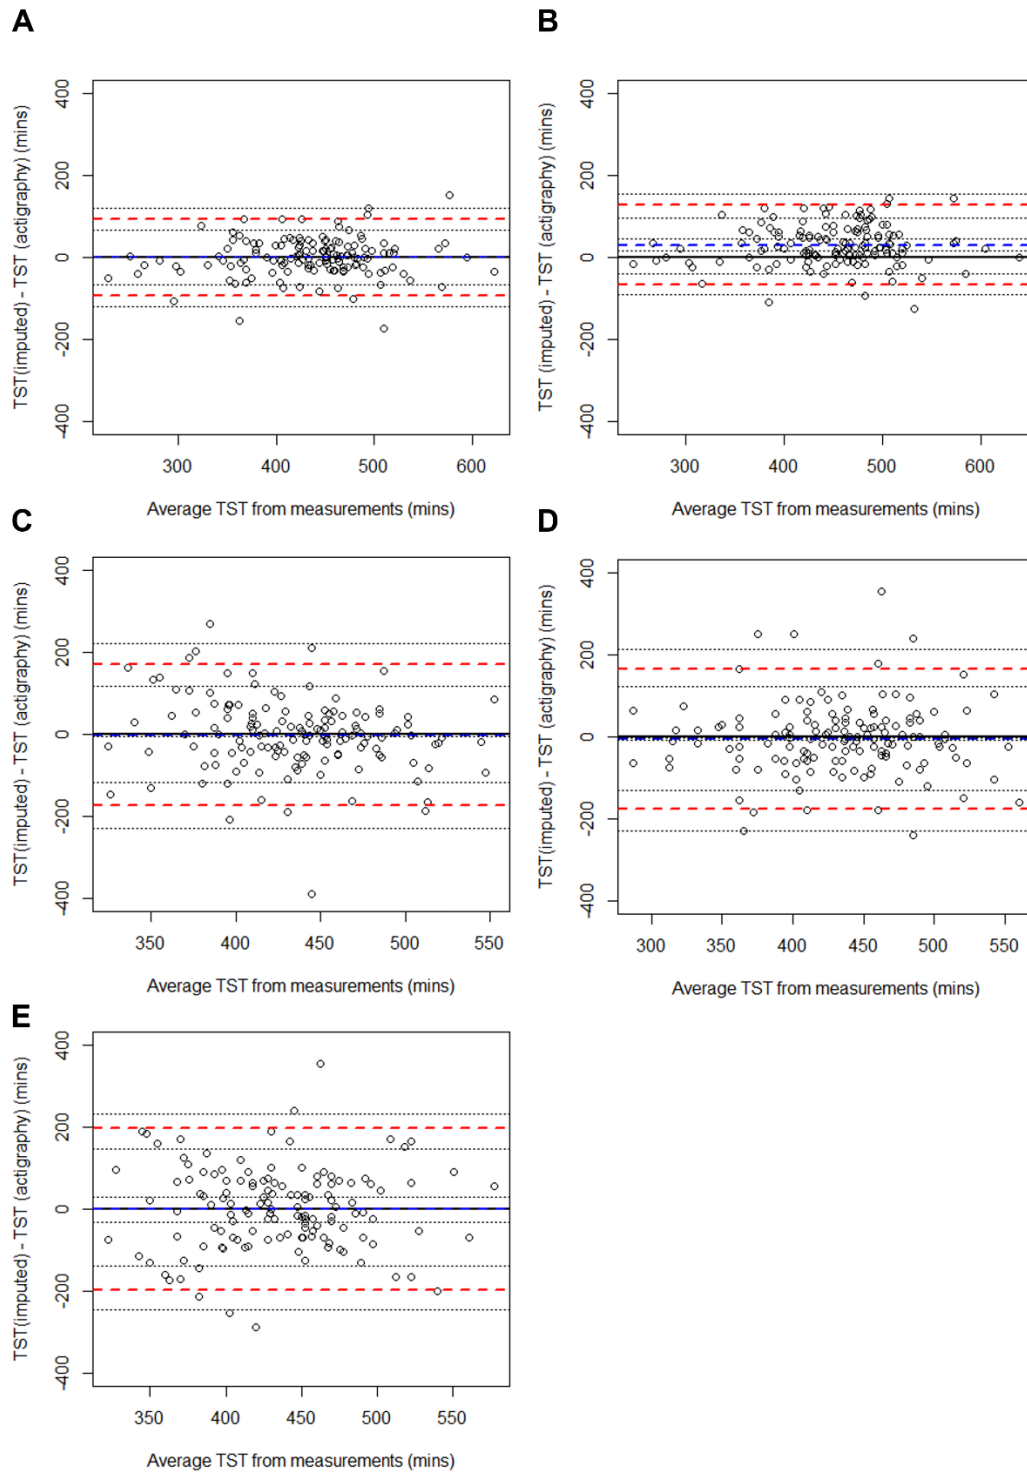 A
TST(imputed) - TST (actigraphy) (mins)
400
200
0
-200
-400
300 400 500 600
Average TST from measurements (mins)
B
TST (imputed) - TST (actigraphy) (mins)
400
200
0
-200
-400
300 400 500 600
Average TST from measurements (mins)
C
TST(imputed) - TST (actigraphy) (mins)
400
200
0
-200
-400
350 400 450 500 550
Average TST from measurements (mins)
D
TST(imputed) - TST (actigraphy) (mins)
400
200
0
-200
-400
300 350 400 450 500 550
Average TST from measurements (mins)
E
TST(imputed) - TST (actigraphy) (mins)
400
200
0
-200
-400
350 400 450 500 550
Average TST from measurements (mins)